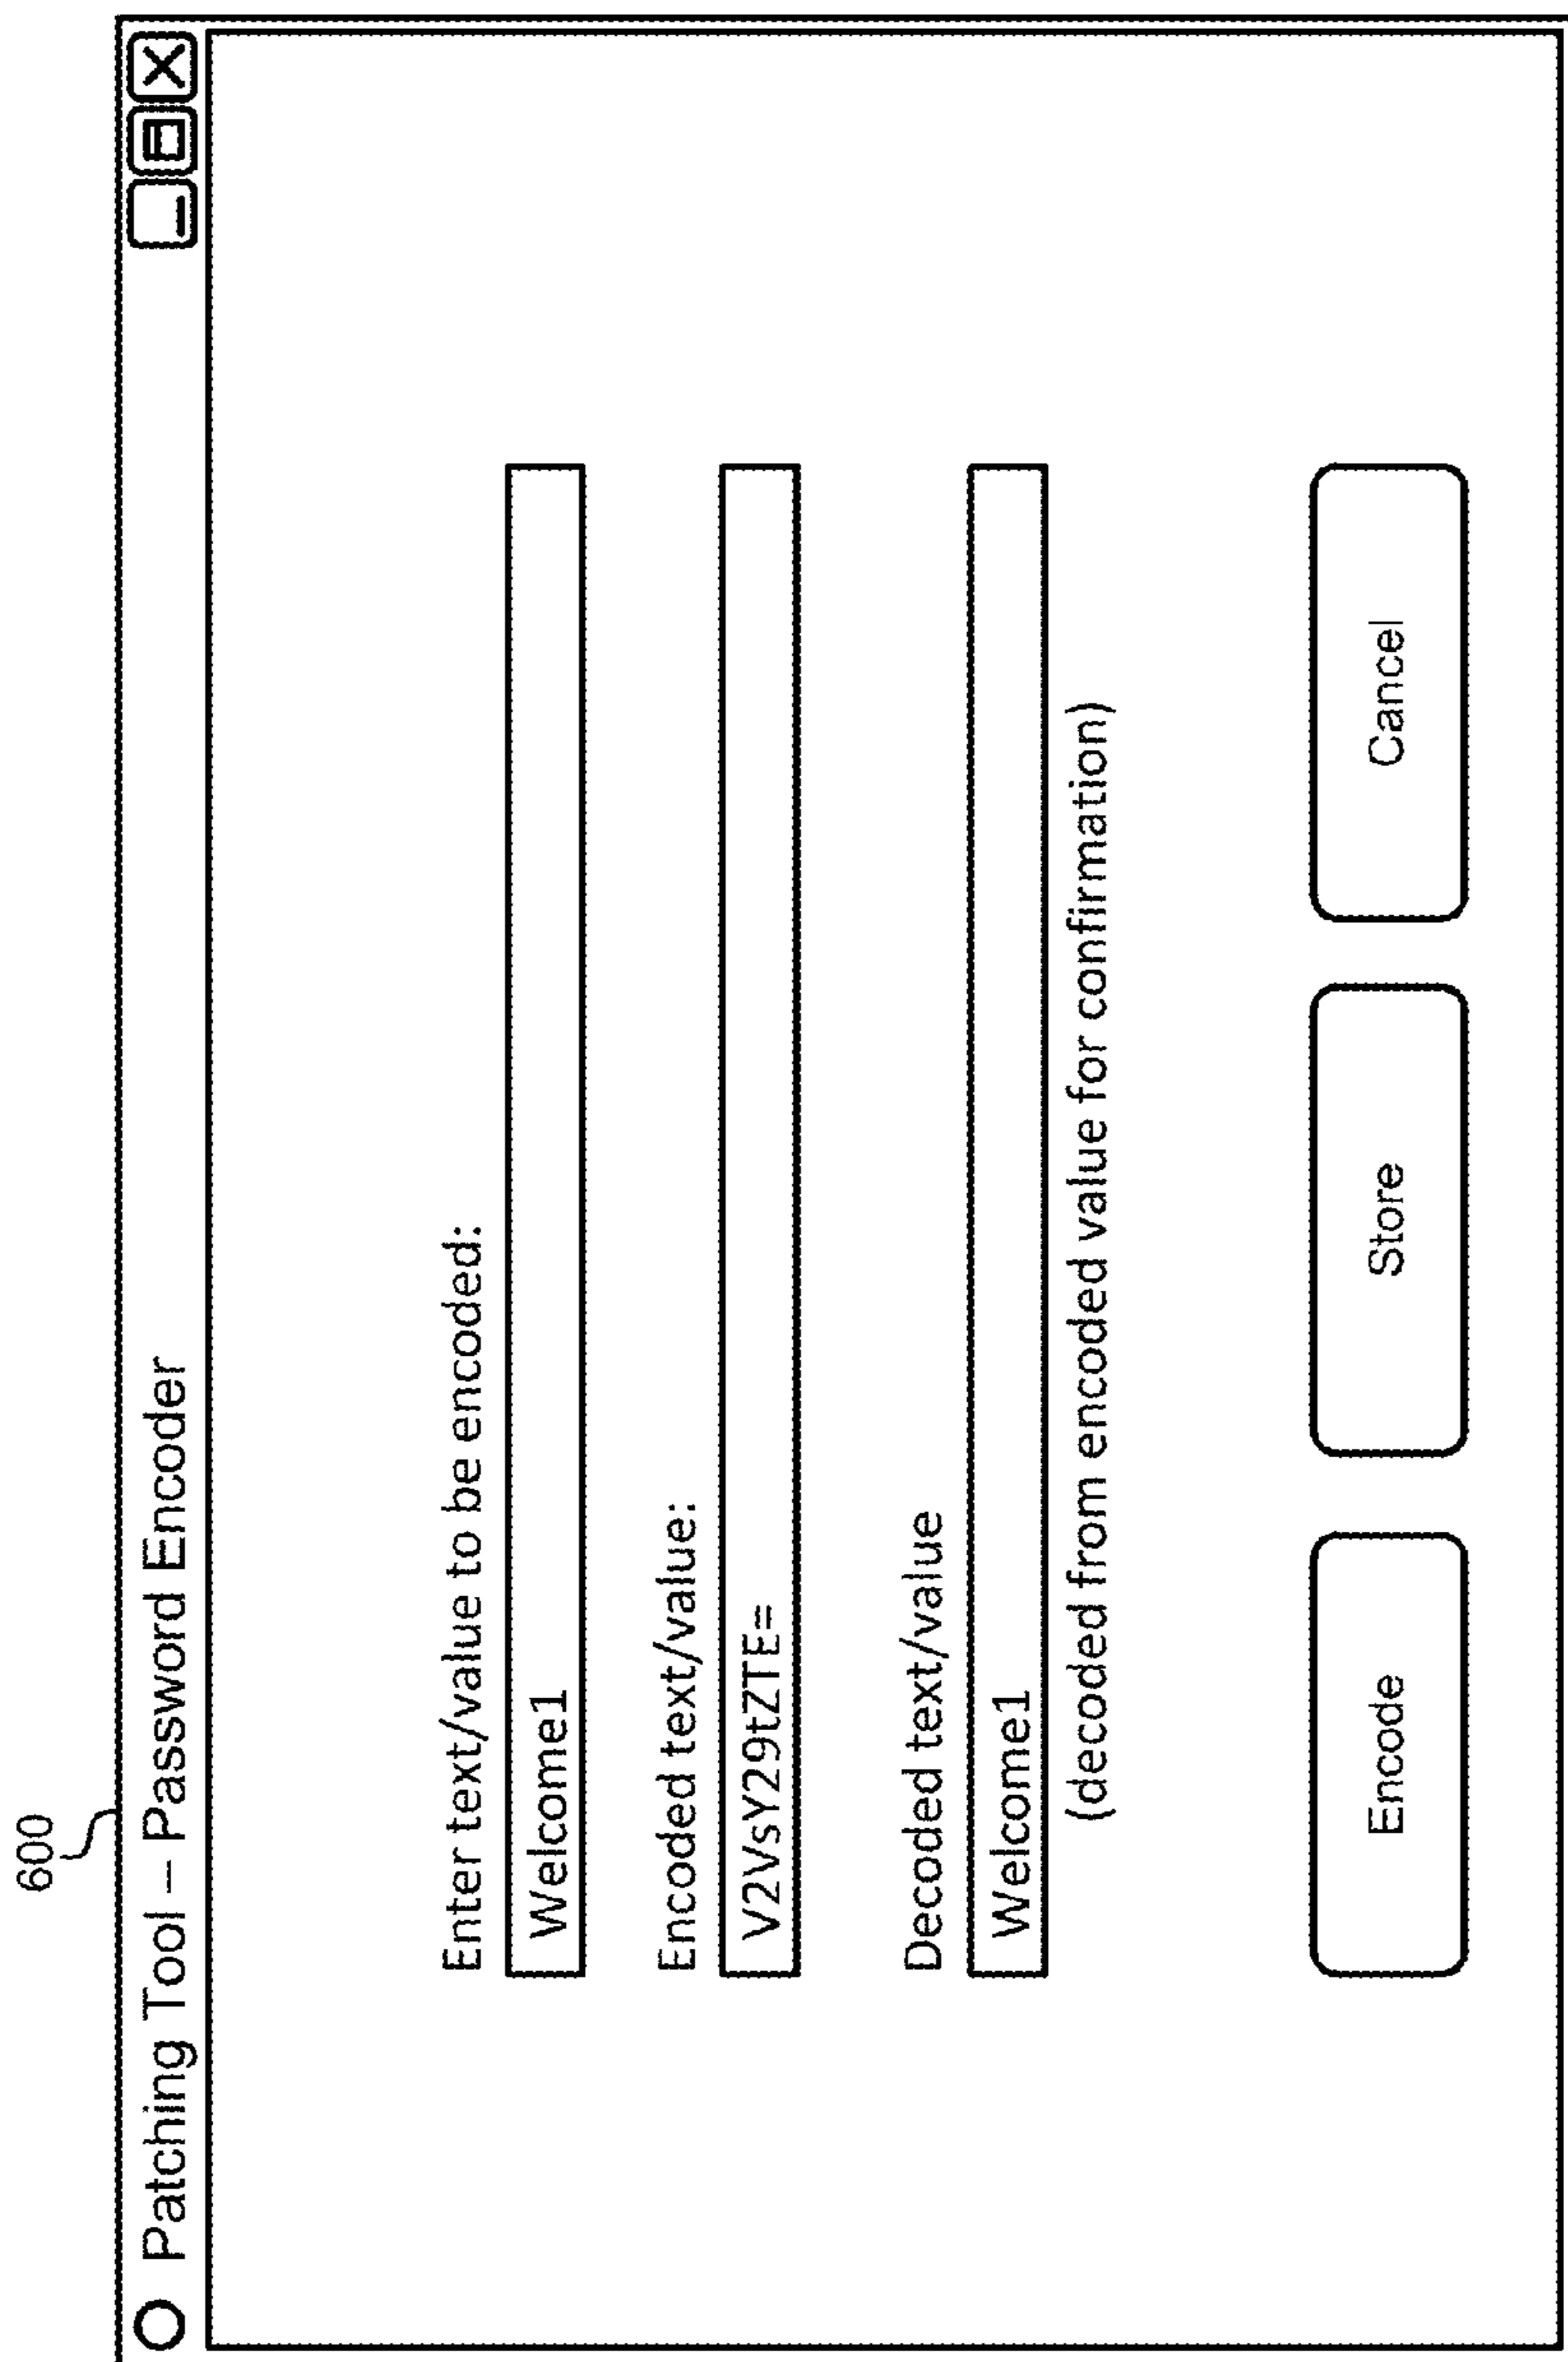 600
Patching Tool -- Password Encoder
Enter text/value to be encoded:
Welcome1
Encoded text/value:
V2VsY29tZTE=
Decoded text/value
Welcome1
(decoded from encoded value for confirmation)
Encode Store Cancel